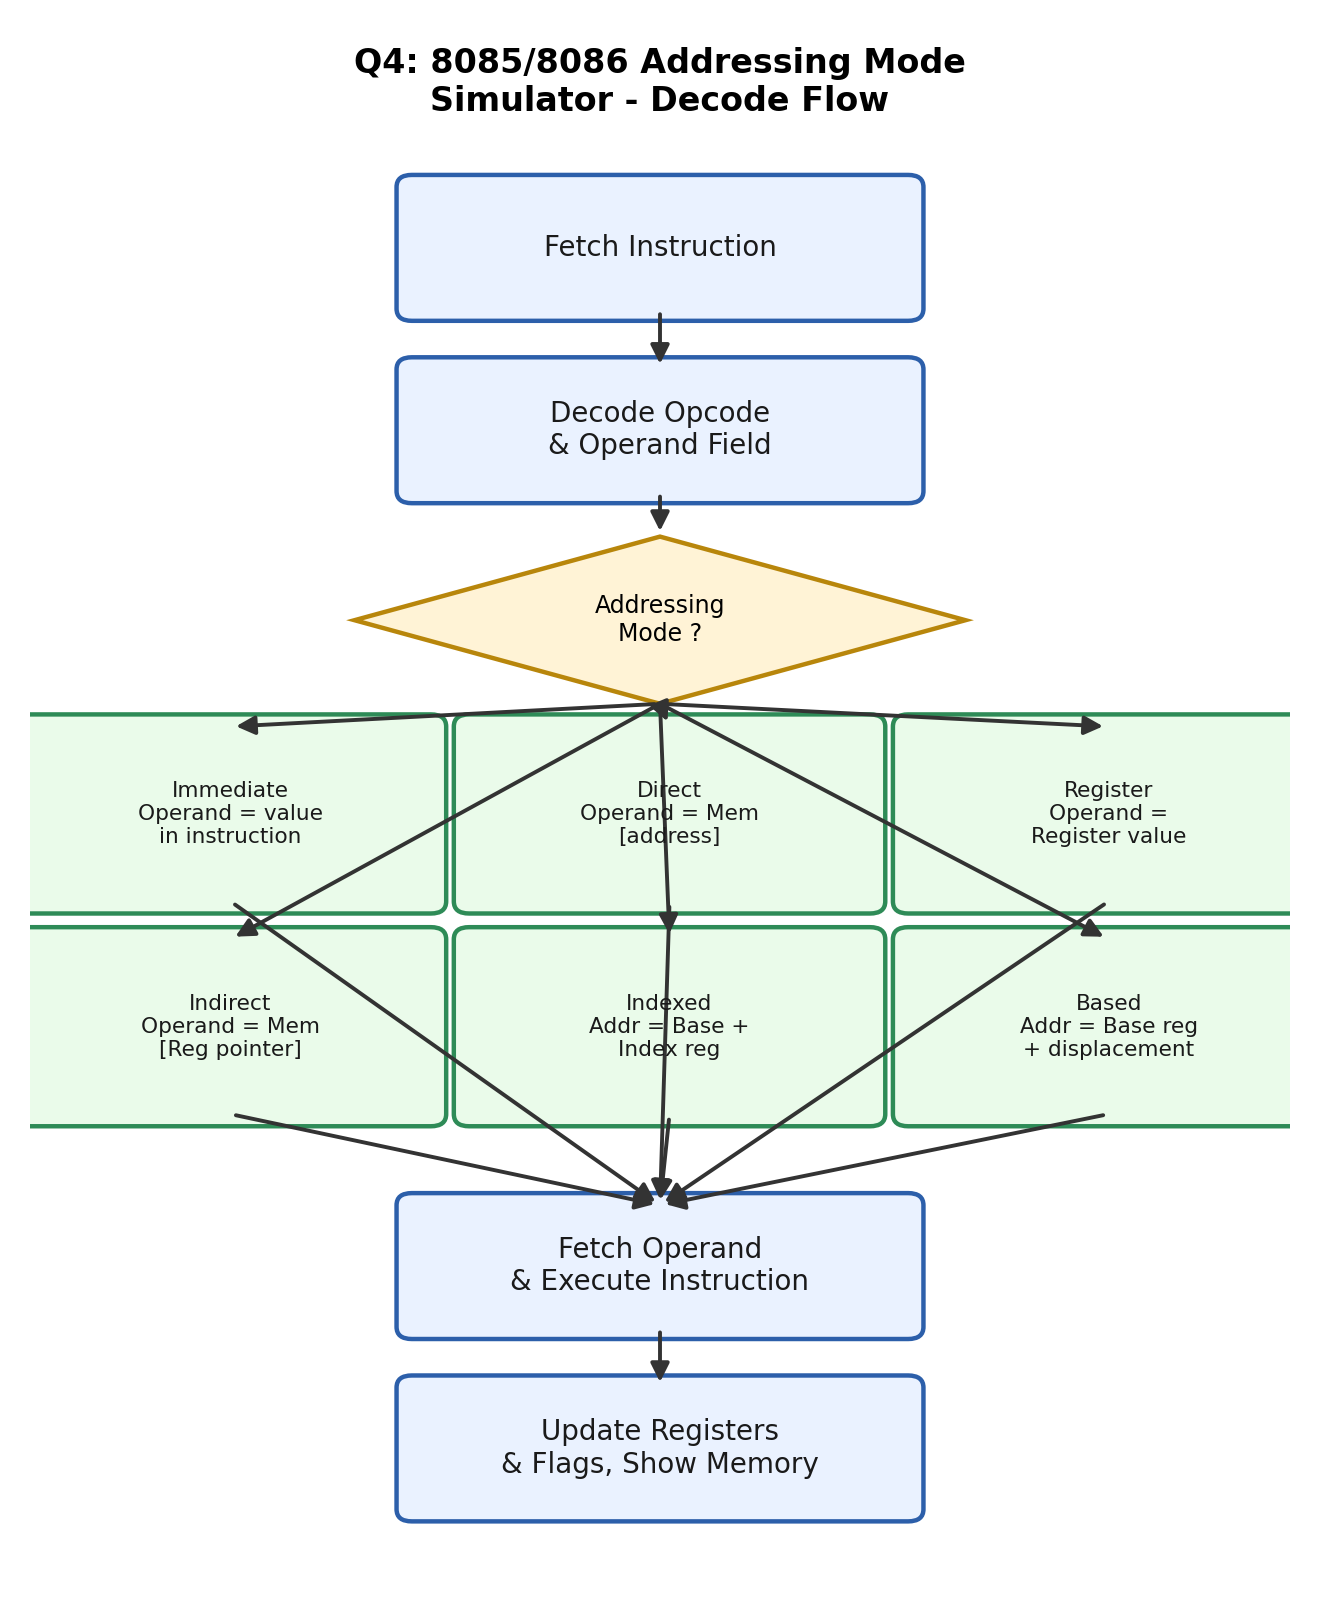 Q4: 8085/8086 Addressing Mode
Simulator - Decode Flow
Fetch Instruction
Decode Opcode
& Operand Field
Addressing
Mode ?
Immediate
Operand = value
in instruction
Direct
Operand = Mem
[address]
Register
Operand =
Register value
Indirect
Operand = Mem
[Reg pointer]
Indexed
Addr = Base +
Index reg
Based
Addr = Base reg
+ displacement
Fetch Operand
& Execute Instruction
Update Registers
& Flags, Show Memory